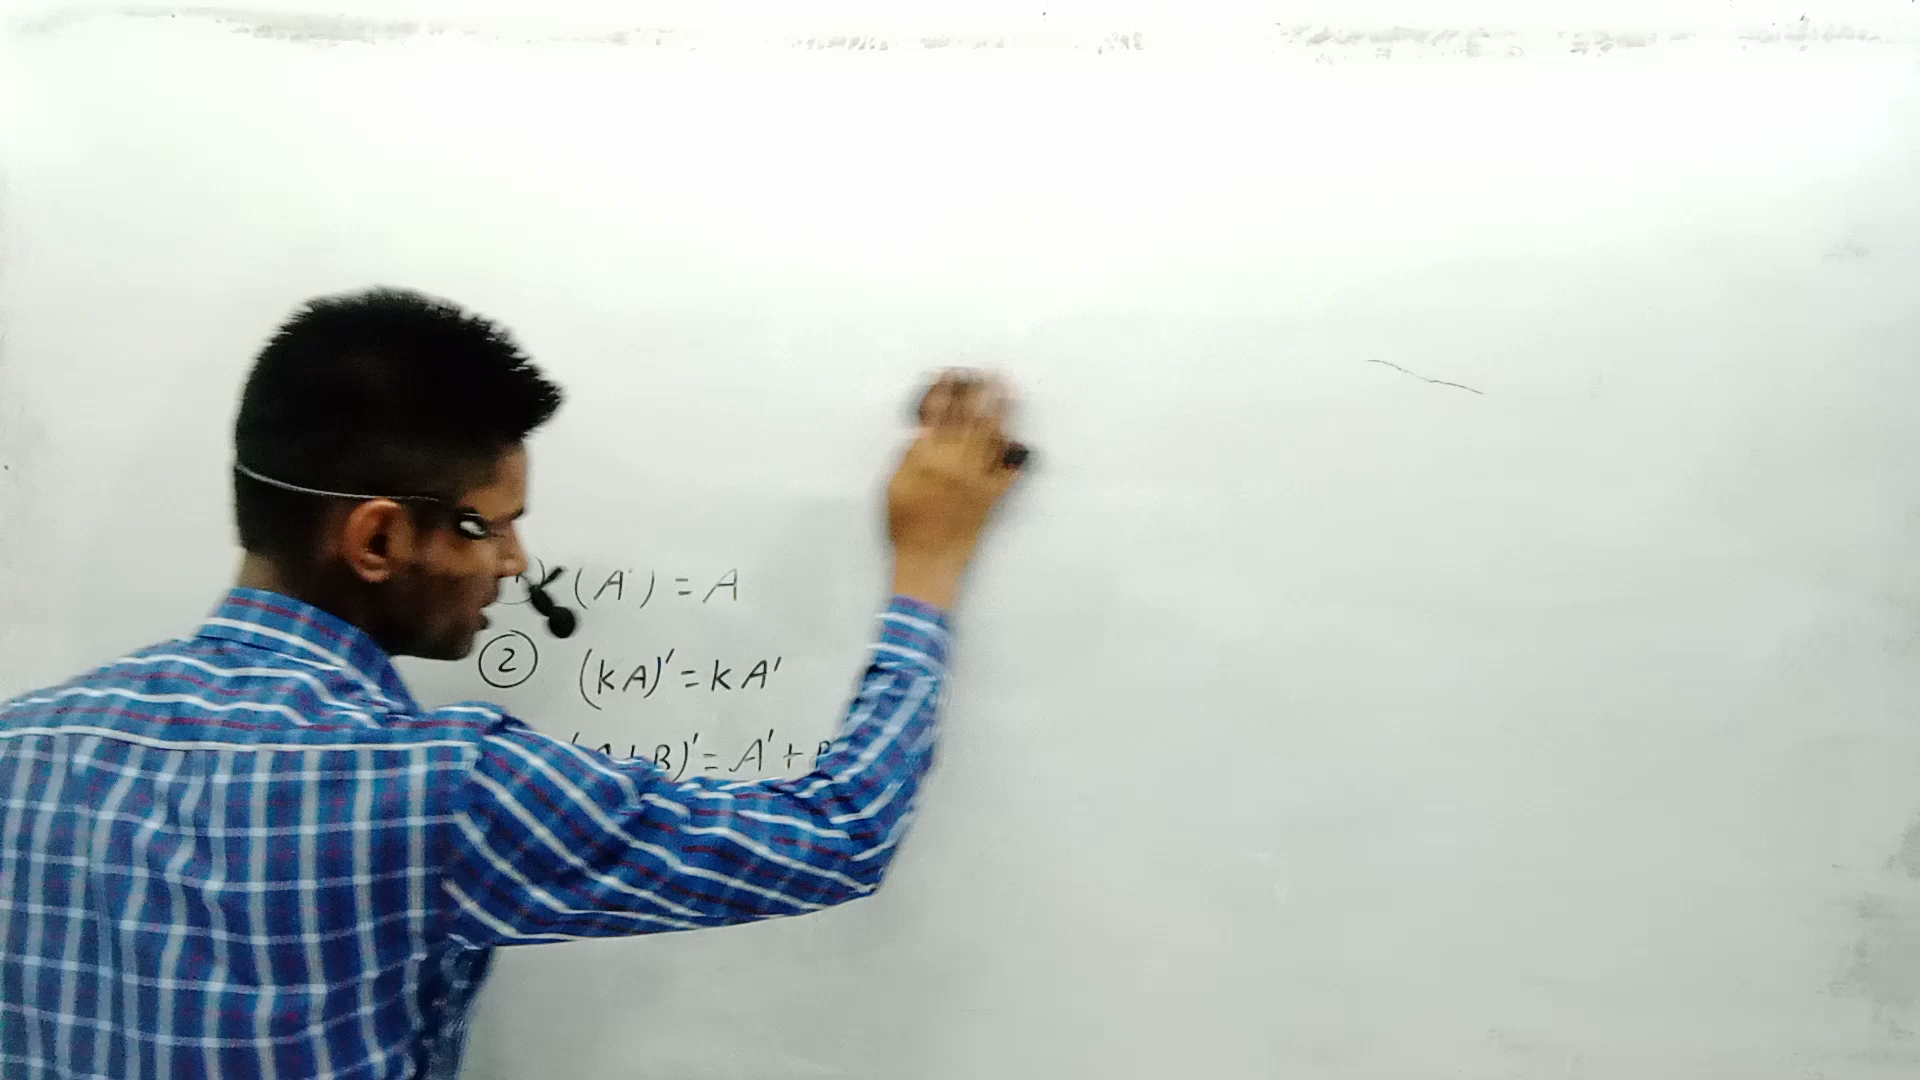 (A') = A
② (kA)' = kA'
A+B)' = A' + B